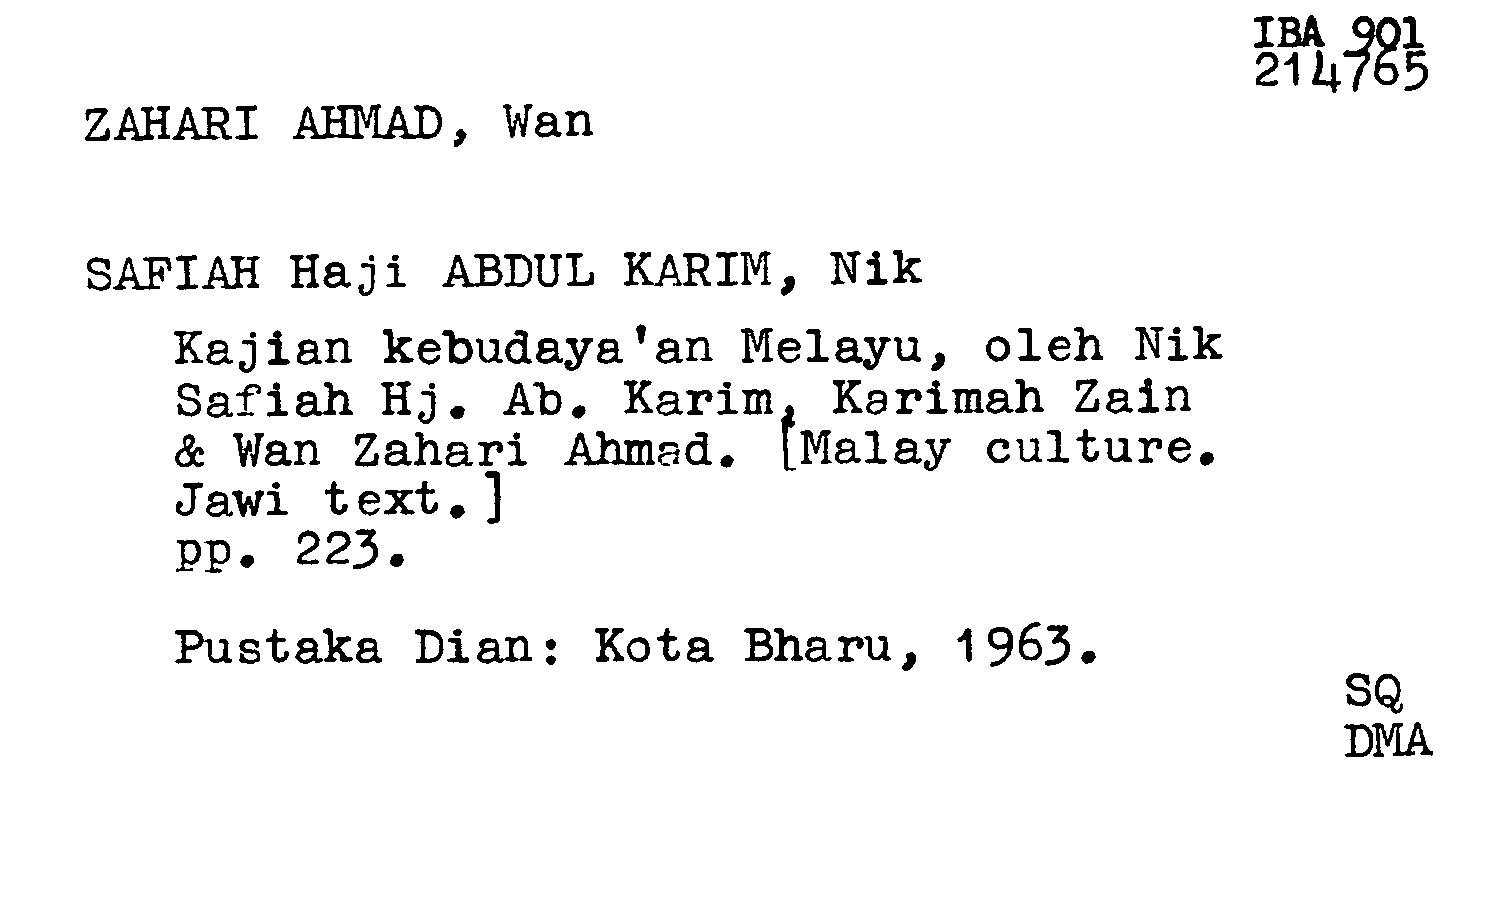 IBA 901
214765
ZAHARI AHMAD, Wan
SAFIAH Haji ABDUL KARIM, Nik
Kajian kebudaya'an Melayu, oleh Nik
Safiah Hj. Ab. Karim, Karimah Zain
& Wan Zahari Ahmad. [Malay culture.
Jawi text.]
pp. 223.
Pustaka Dian: Kota Bharu, 1963.
SQ
DMA